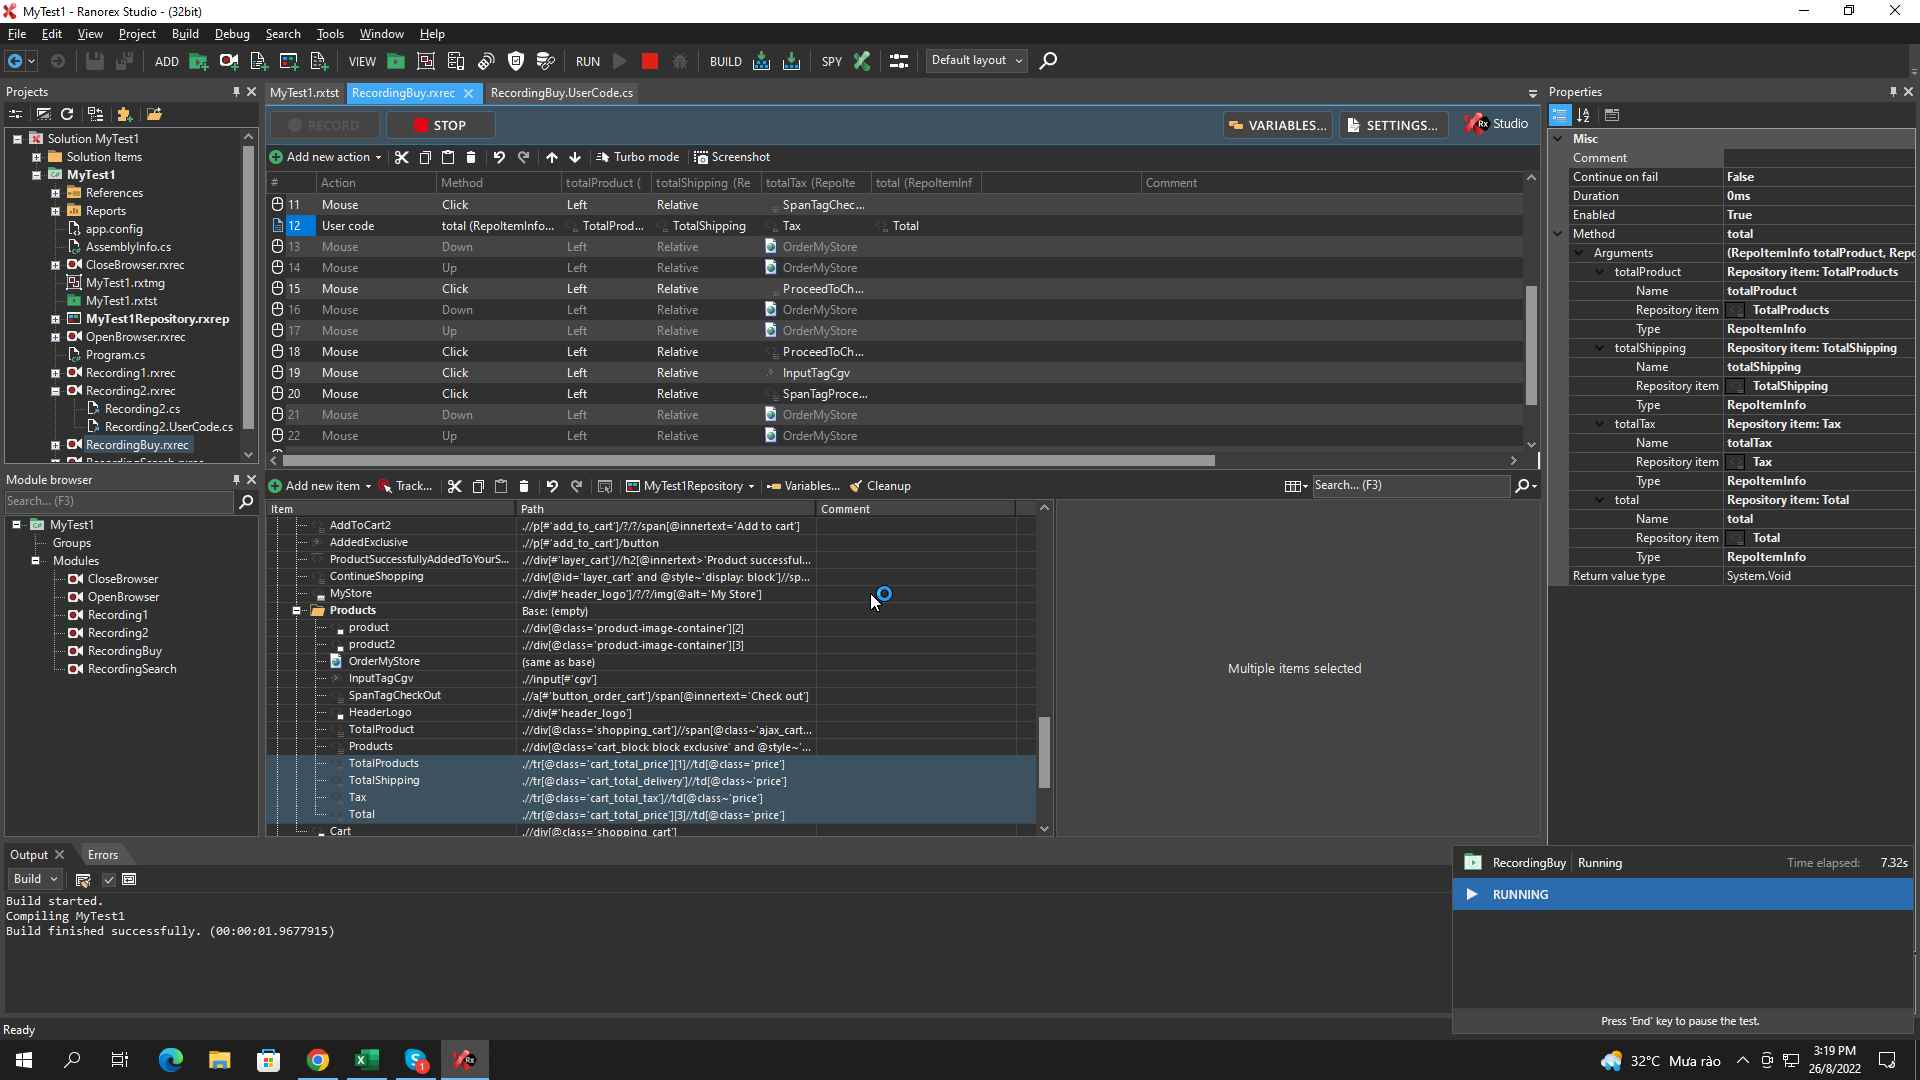 MyTest1 - Ranorex Studio - (32bit)
File Edit View Project Build Debug Search Tools Window Help
ADD VIEW RUN BUILD SPY Default layout
Projects
Solution MyTest1
Solution Items
MyTest1
References
Reports
app.config
AssemblyInfo.cs
CloseBrowser.rxrec
MyTest1.rxtmg
MyTest1.rxtst
MyTest1Repository.rxrep
OpenBrowser.rxrec
Program.cs
Recording1.rxrec
Recording2.rxrec
Recording2.cs
Recording2.UserCode.cs
RecordingBuy.rxrec
RecordingSearch.rxrec
Module browser
Search... (F3)
MyTest1
Groups
Modules
CloseBrowser
OpenBrowser
Recording1
Recording2
RecordingBuy
RecordingSearch
MyTest1.rxtst RecordingBuy.rxrec RecordingBuy.UserCode.cs
RECORD STOP VARIABLES... SETTINGS... Rx Studio
Add new action Turbo mode Screenshot
# Action Method totalProduct ( totalShipping (Re totalTax (RepoIte total (RepoItemInf Comment
11 Mouse Click Left Relative SpanTagChec...
12 User code total (RepoItemInfo... TotalProd... TotalShipping Tax Total
13 Mouse Down Left Relative OrderMyStore
14 Mouse Up Left Relative OrderMyStore
15 Mouse Click Left Relative ProceedToCh...
16 Mouse Down Left Relative OrderMyStore
17 Mouse Up Left Relative OrderMyStore
18 Mouse Click Left Relative ProceedToCh...
19 Mouse Click Left Relative InputTagCgv
20 Mouse Click Left Relative SpanTagProce...
21 Mouse Down Left Relative OrderMyStore
22 Mouse Up Left Relative OrderMyStore
Add new item Track... MyTest1Repository Variables... Cleanup Search... (F3)
Item Path Comment
AddToCart2 .//p[#'add_to_cart']/?/?/span[@innertext='Add to cart']
AddedExclusive .//p[#'add_to_cart']/button
ProductSuccessfullyAddedToYourS... .//div[#'layer_cart']//h2[@innertext>'Product successful...
ContinueShopping .//div[@id='layer_cart' and @style~'display: block']//sp...
MyStore .//div[#'header_logo']/?/?/img[@alt='My Store']
Products Base: (empty)
product .//div[@class='product-image-container'][2]
product2 .//div[@class='product-image-container'][3]
OrderMyStore (same as base)
InputTagCgv .//input[#'cgv']
SpanTagCheckOut .//a[#'button_order_cart']/span[@innertext='Check out']
HeaderLogo .//div[#'header_logo']
TotalProduct .//div[@class='shopping_cart']//span[@class~'ajax_cart...
Products .//div[@class='cart_block block exclusive' and @style~'...
TotalProducts .//tr[@class='cart_total_price'][1]//td[@class='price']
TotalShipping .//tr[@class='cart_total_delivery']//td[@class~'price']
Tax .//tr[@class='cart_total_tax']//td[@class~'price']
Total .//tr[@class='cart_total_price'][3]//td[@class='price']
Cart .//div[@class='shopping_cart']
Multiple items selected
Properties
Misc
Comment
Continue on fail False
Duration 0ms
Enabled True
Method total
Arguments (RepoItemInfo totalProduct, Repo
totalProduct Repository item: TotalProducts
Name totalProduct
Repository item TotalProducts
Type RepoItemInfo
totalShipping Repository item: TotalShipping
Name totalShipping
Repository item TotalShipping
Type RepoItemInfo
totalTax Repository item: Tax
Name totalTax
Repository item Tax
Type RepoItemInfo
total Repository item: Total
Name total
Repository item Total
Type RepoItemInfo
Return value type System.Void
Output Errors
Build
Build started.
Compiling MyTest1
Build finished successfully. (00:00:01.9677915)
RecordingBuy Running Time elapsed: 7.32s
RUNNING
Press 'End' key to pause the test.
Ready
1
Rx
32°C Mưa rào
3:19 PM
26/8/2022